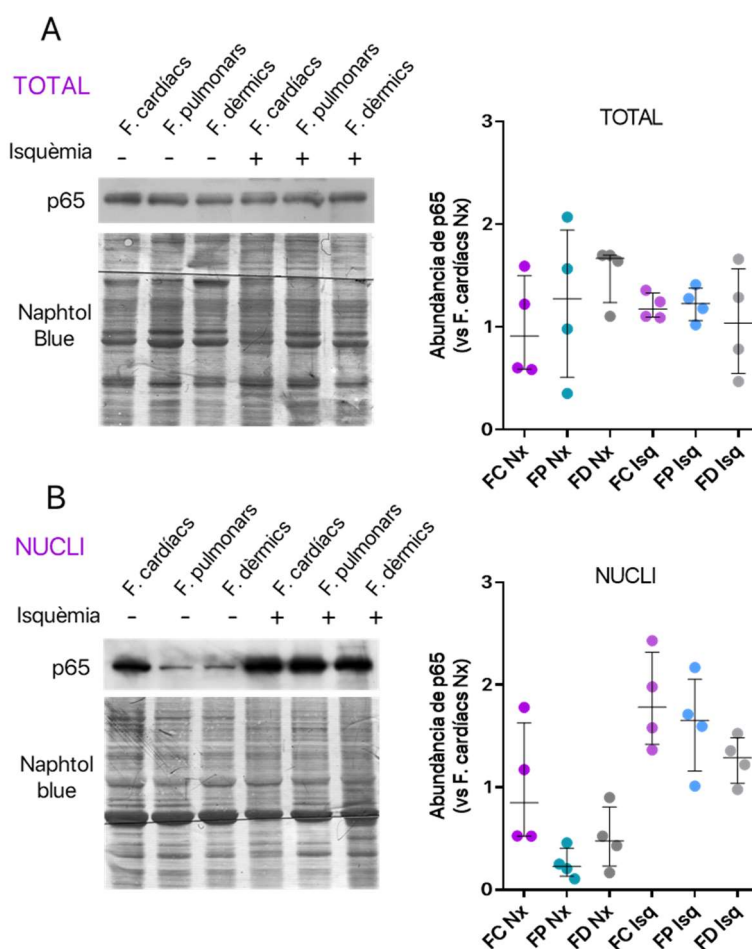 A
TOTAL
F. cardíacs
F. pulmonars
F. dèrmics
F. cardíacs
F. pulmonars
F. dèrmics
Isquèmia
- - - + + +
p65
Naphtol
Blue
TOTAL
Abundància de p65
(vs F. cardíacs Nx)
3
2
1
0
FC Nx
FP Nx
FD Nx
FC Isq
FP Isq
FD Isq
B
NUCLI
F. cardíacs
F. pulmonars
F. dèrmics
F. cardíacs
F. pulmonars
F. dèrmics
Isquèmia
- - - + + +
p65
Naphtol
blue
NUCLI
Abundància de p65
(vs F. cardíacs Nx)
3
2
1
0
FC Nx
FP Nx
FD Nx
FC Isq
FP Isq
FD Isq